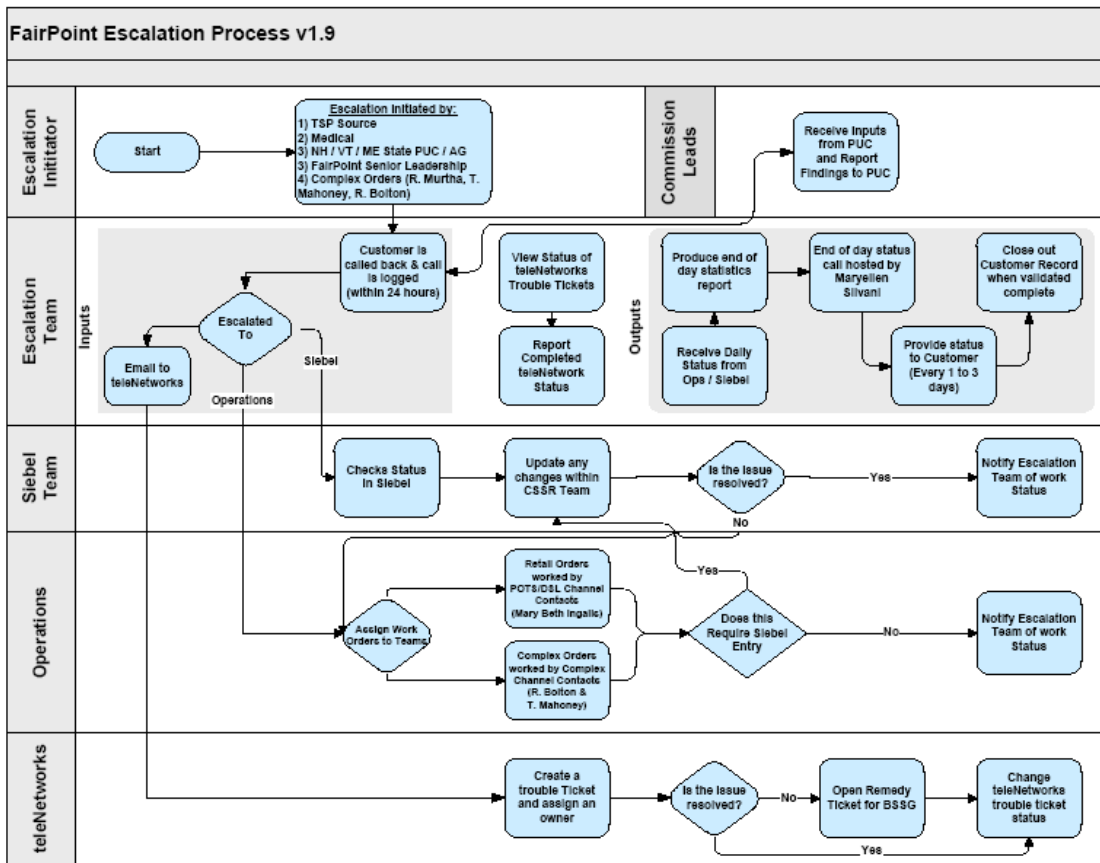 FairPoint Escalation Process v1.9
Escalation
Inititator
Start
Escalation Initiated by:
1) TSP Source
2) Medical
3) NH / VT / ME State PUC / AG
3) FairPoint Senior Leadership
4) Complex Orders (R. Murtha, T.
Mahoney, R. Bolton)
Commission
Leads
Receive Inputs
from PUC
and Report
Findings to PUC
Escalation
Team
Inputs
Customer is
called back & call
is logged
(within 24 hours)
Escalated
To
Siebel
Operations
Email to
teleNetworks
View Status of
teleNetworks
Trouble Tickets
Report
Completed
teleNetwork
Status
Outputs
Produce end of
day statistics
report
End of day status
call hosted by
Maryellen
Silvani
Close out
Customer Record
when validated
complete
Receive Daily
Status from
Ops / Siebel
Provide status
to Customer
(Every 1 to 3
days)
Siebel
Team
Checks Status
in Siebel
Update any
changes within
CSSR Team
Is the Issue
resolved?
Yes
No
Notify Escalation
Team of work
Status
Operations
Assign Work
Orders to Teams
Retail Orders
worked by
POTS/DSL Channel
Contacts
(Mary Beth Ingalls)
Complex Orders
worked by Complex
Channel Contacts
(R. Bolton &
T. Mahoney)
Yes
Does this
Require Siebel
Entry
No
Notify Escalation
Team of work
Status
teleNetworks
Create a
trouble Ticket
and assign an
owner
Is the Issue
resolved?
No
Yes
Open Remedy
Ticket for BSSG
Change
teleNetworks
trouble ticket
status